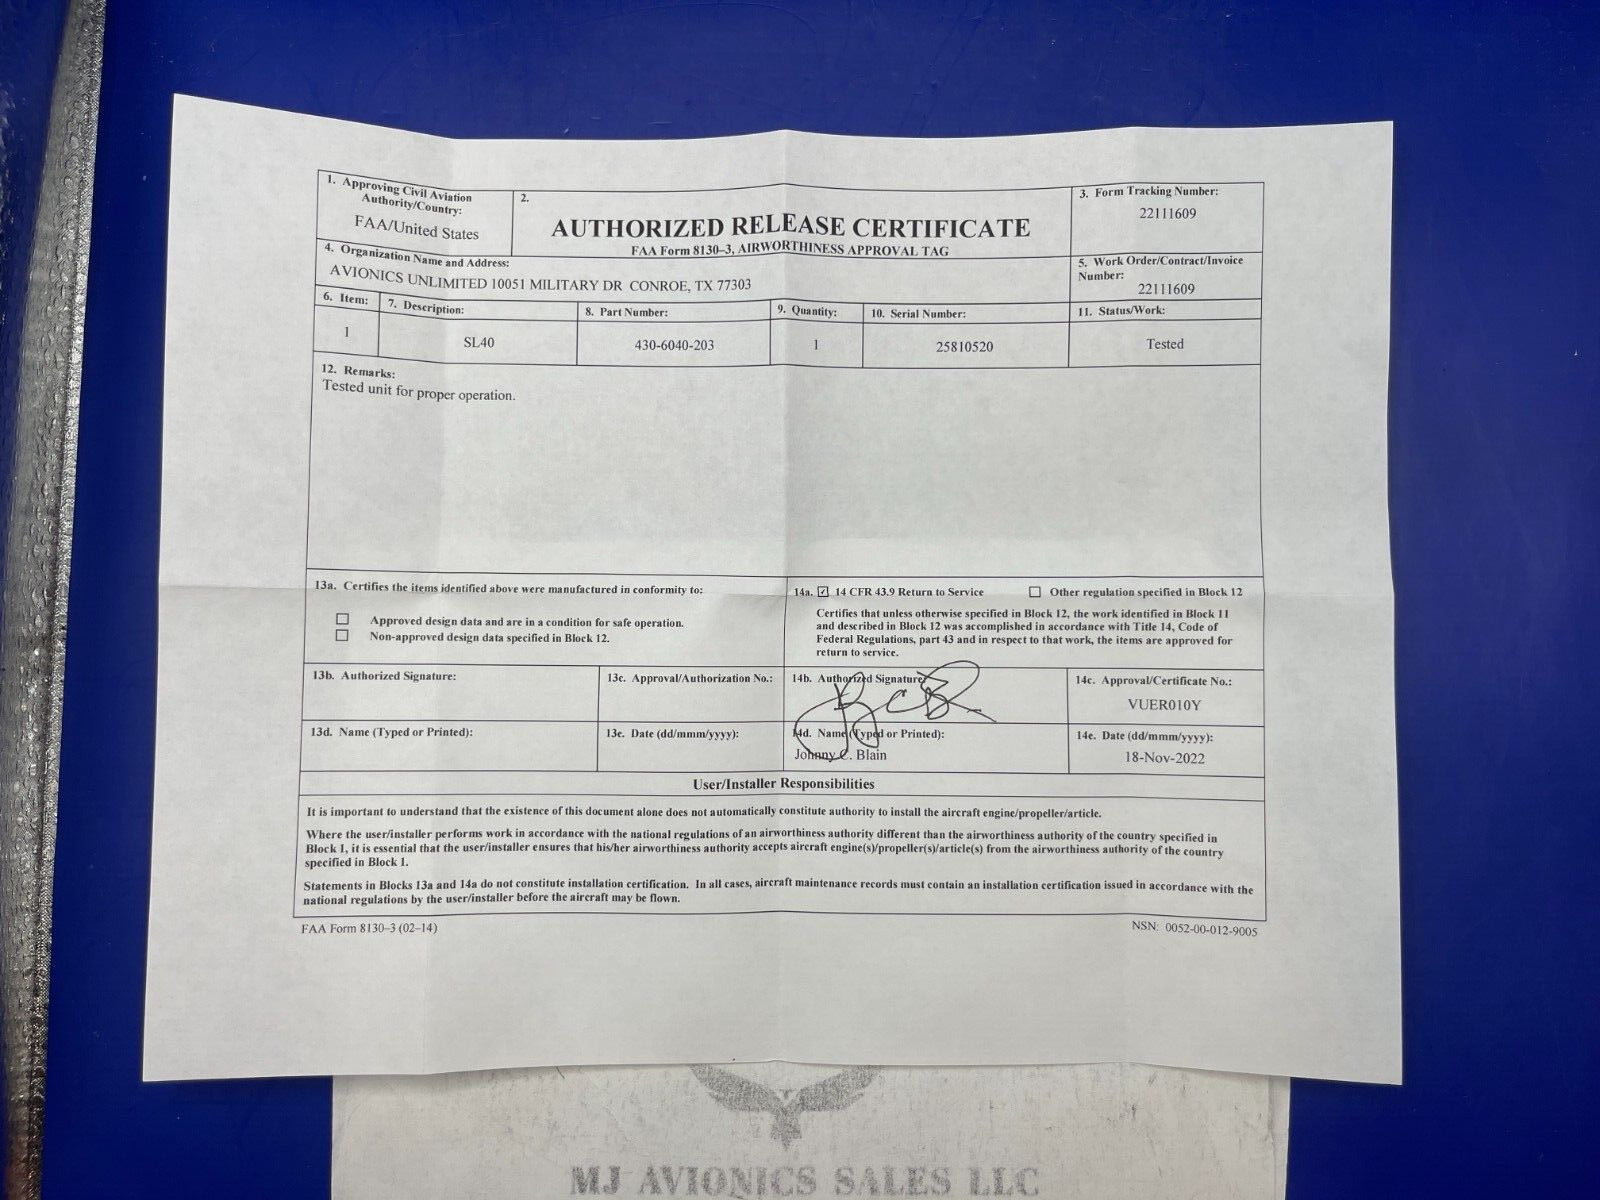 1. Approving Civil Aviation
Authority/Country:
FAA/United States
2.
AUTHORIZED RELEASE CERTIFICATE
FAA Form 8130–3, AIRWORTHINESS APPROVAL TAG
3. Form Tracking Number:
22111609
4. Organization Name and Address:
AVIONICS UNLIMITED 10051 MILITARY DR CONROE, TX 77303
5. Work Order/Contract/Invoice
Number:
22111609
6. Item:
1
7. Description:
SL40
8. Part Number:
430-6040-203
9. Quantity:
1
10. Serial Number:
25810520
11. Status/Work:
Tested
12. Remarks:
Tested unit for proper operation.
13a. Certifies the items identified above were manufactured in conformity to:
Approved design data and are in a condition for safe operation.
Non-approved design data specified in Block 12.
14a. ☑ 14 CFR 43.9 Return to Service ☐ Other regulation specified in Block 12
Certifies that unless otherwise specified in Block 12, the work identified in Block 11
and described in Block 12 was accomplished in accordance with Title 14, Code of
Federal Regulations, part 43 and in respect to that work, the items are approved for
return to service.
13b. Authorized Signature:
13c. Approval/Authorization No.:
14b. Authorized Signature:
14c. Approval/Certificate No.:
VUER010Y
13d. Name (Typed or Printed):
13e. Date (dd/mmm/yyyy):
14d. Name (Typed or Printed):
Johnny C. Blain
14e. Date (dd/mmm/yyyy):
18-Nov-2022
User/Installer Responsibilities
It is important to understand that the existence of this document alone does not automatically constitute authority to install the aircraft engine/propeller/article.
Where the user/installer performs work in accordance with the national regulations of an airworthiness authority different than the airworthiness authority of the country specified in
Block 1, it is essential that the user/installer ensures that his/her airworthiness authority accepts aircraft engine(s)/propeller(s)/article(s) from the airworthiness authority of the country
specified in Block 1.
Statements in Blocks 13a and 14a do not constitute installation certification. In all cases, aircraft maintenance records must contain an installation certification issued in accordance with the
national regulations by the user/installer before the aircraft may be flown.
FAA Form 8130–3 (02–14)
NSN: 0052-00-012-9005
MJ AVIONICS SALES LLC